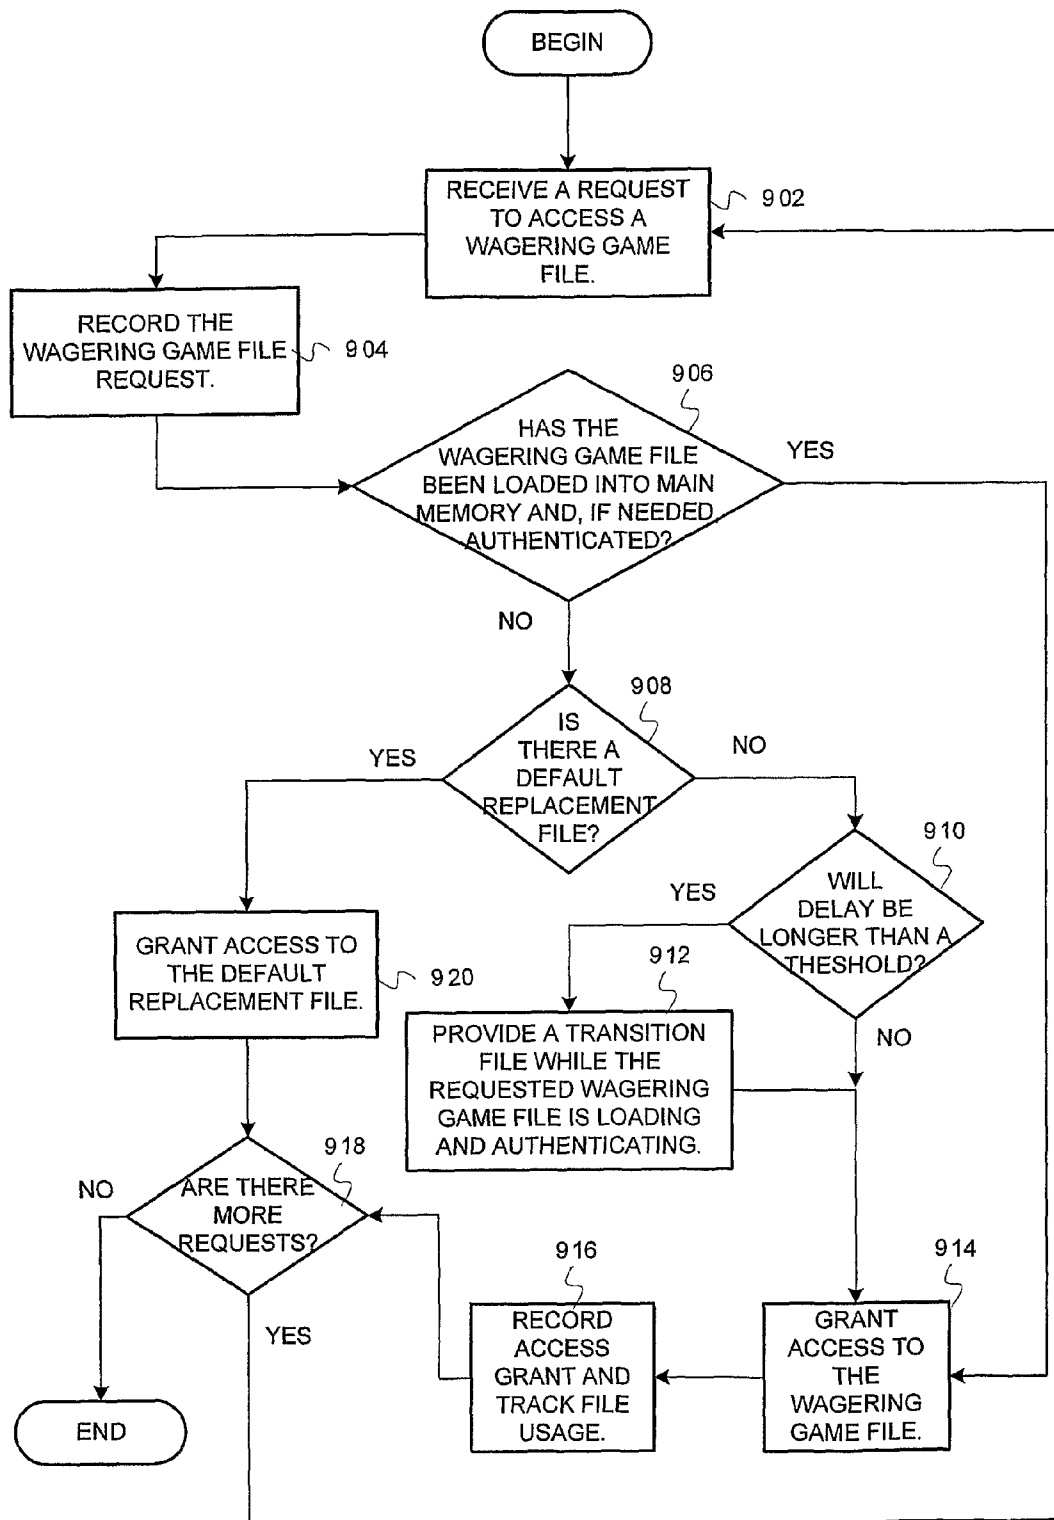 BEGIN
RECEIVE A REQUEST
TO ACCESS A
WAGERING GAME
FILE.
902
RECORD THE
WAGERING GAME FILE
REQUEST.
904
906
HAS THE
WAGERING GAME FILE
BEEN LOADED INTO MAIN
MEMORY AND, IF NEEDED
AUTHENTICATED?
YES
NO
908
IS
THERE A
DEFAULT
REPLACEMENT
FILE?
YES
NO
910
WILL
DELAY BE
LONGER THAN A
THESHOLD?
YES
NO
GRANT ACCESS TO
THE DEFAULT
REPLACEMENT FILE.
920
912
PROVIDE A TRANSITION
FILE WHILE THE
REQUESTED WAGERING
GAME FILE IS LOADING
AND AUTHENTICATING.
918
ARE THERE
MORE
REQUESTS?
NO
YES
916
RECORD
ACCESS
GRANT AND
TRACK FILE
USAGE.
914
GRANT
ACCESS TO
THE
WAGERING
GAME FILE.
END